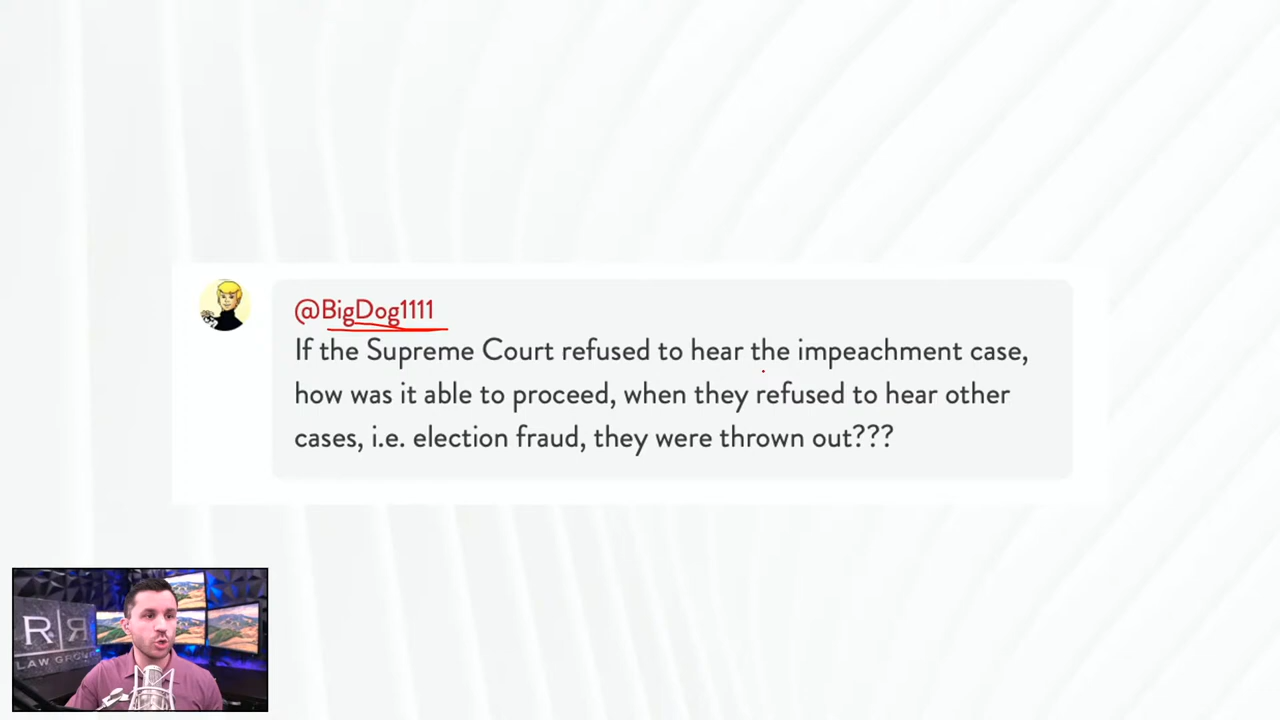 @BigDog1111
If the Supreme Court refused to hear the impeachment case,
how was it able to proceed, when they refused to hear other
cases, i.e. election fraud, they were thrown out???
R|R
LAW GROUP